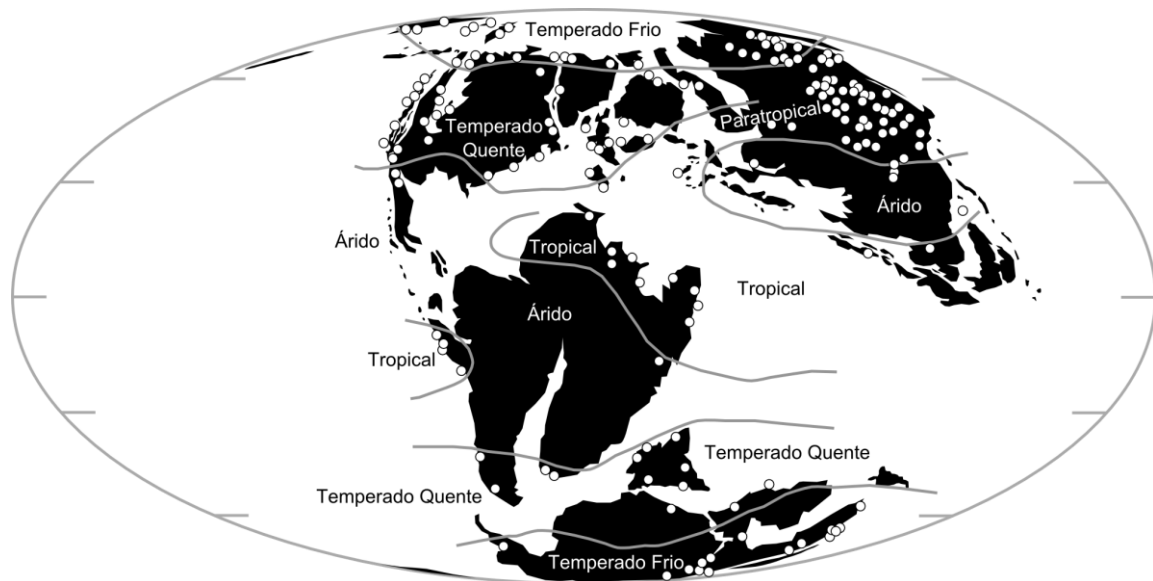 Temperado Frio
Paratropical
Temperado
Quente
Árido
Árido
Tropical
Tropical
Árido
Tropical
Temperado Quente
Temperado Quente
Temperado Frio